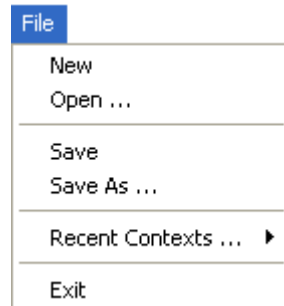 File
New
Open ...
Save
Save As ...
Recent Contexts ...
Exit